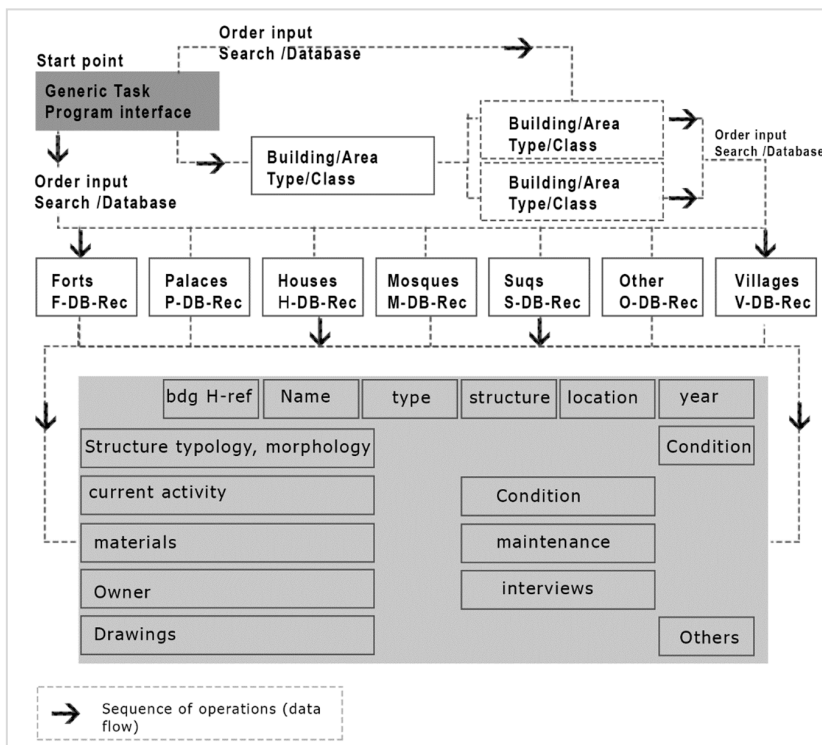 Order input
Search /Database
Start point
Generic Task
Program interface
Building/Area
Type/Class
Order input
Search /Database
Building/Area
Type/Class
Building/Area
Type/Class
Order input
Search /Database
Forts
F-DB-Rec
Palaces
P-DB-Rec
Houses
H-DB-Rec
Mosques
M-DB-Rec
Suqs
S-DB-Rec
Other
O-DB-Rec
Villages
V-DB-Rec
bdg H-ref
Name
type
structure
location
year
Structure typology, morphology
Condition
current activity
Condition
materials
maintenance
Owner
interviews
Drawings
Others
Sequence of operations (data
flow)